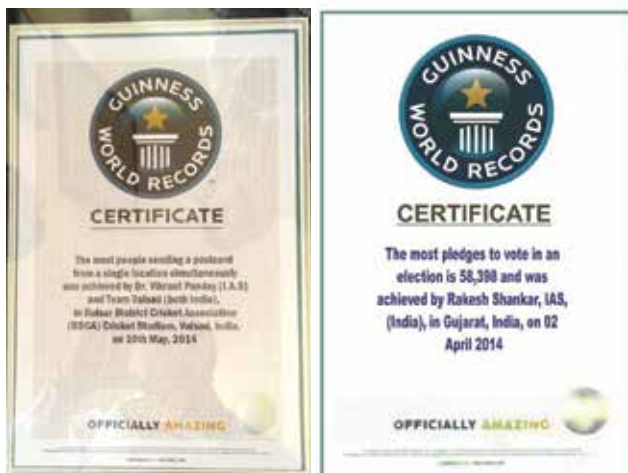 GUINNESS
WORLD RECORDS
CERTIFICATE
The most people sending a postcard
from a single location simultaneously
was achieved by Dr. Vikrant Pandey (I.A.S)
and Team Valsad (both India),
in Bulsar District Cricket Association
(BDCA) Cricket Stadium, Valsad, India,
on 10th May, 2014
OFFICIALLY AMAZING
GUINNESS
WORLD RECORDS
CERTIFICATE
The most pledges to vote in an
election is 58,398 and was
achieved by Rakesh Shankar, IAS,
(India), in Gujarat, India, on 02
April 2014
OFFICIALLY AMAZING